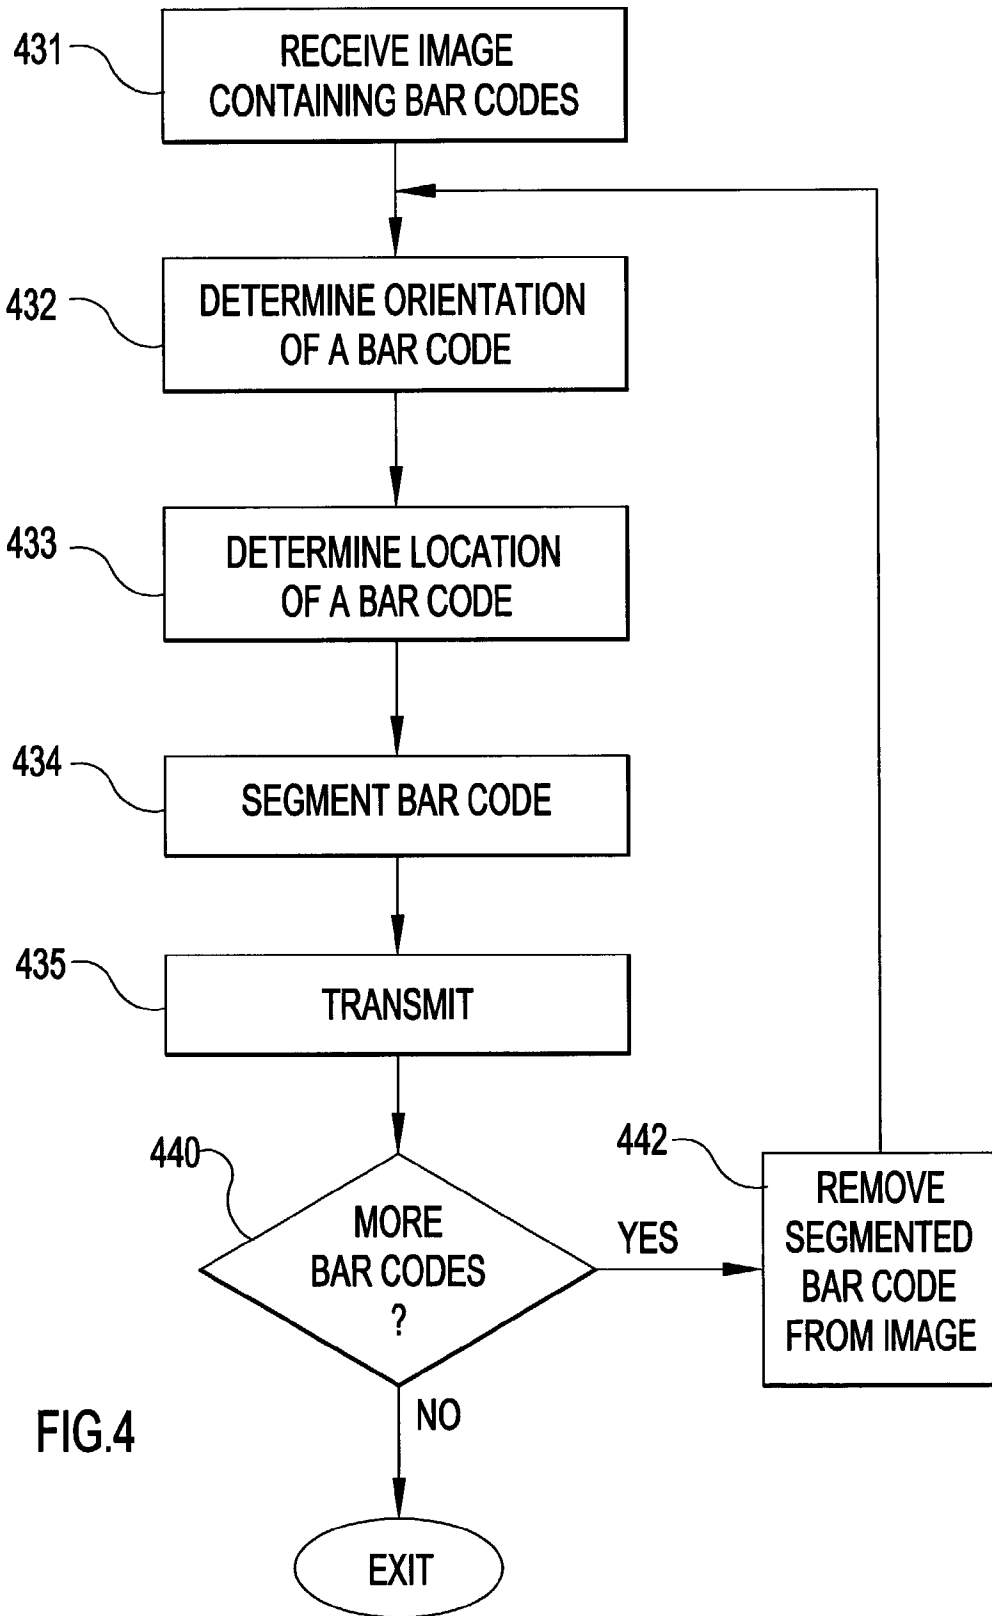 431
RECEIVE IMAGE
CONTAINING BAR CODES
432
DETERMINE ORIENTATION
OF A BAR CODE
433
DETERMINE LOCATION
OF A BAR CODE
434
SEGMENT BAR CODE
435
TRANSMIT
440
MORE
BAR CODES
?
YES
442
REMOVE
SEGMENTED
BAR CODE
FROM IMAGE
NO
FIG.4
EXIT